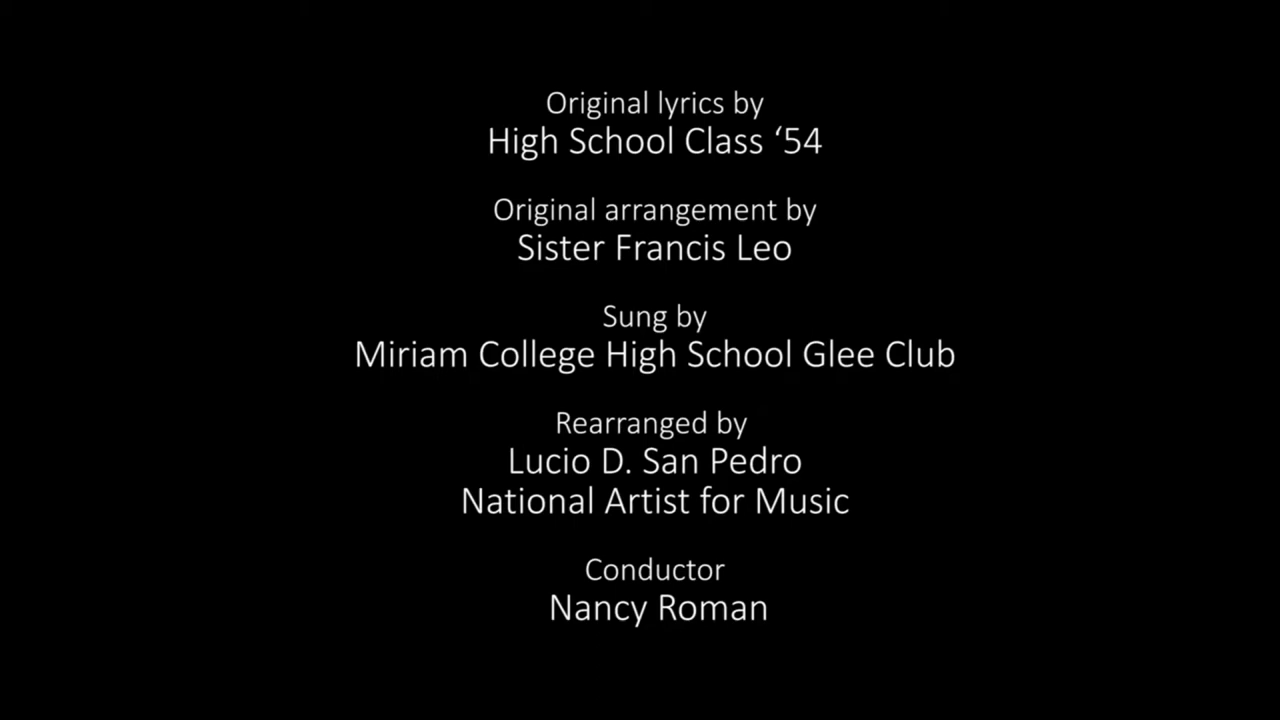 Original lyrics by
High School Class ‘54
Original arrangement by
Sister Francis Leo
Sung by
Miriam College High School Glee Club
Rearranged by
Lucio D. San Pedro
National Artist for Music
Conductor
Nancy Roman